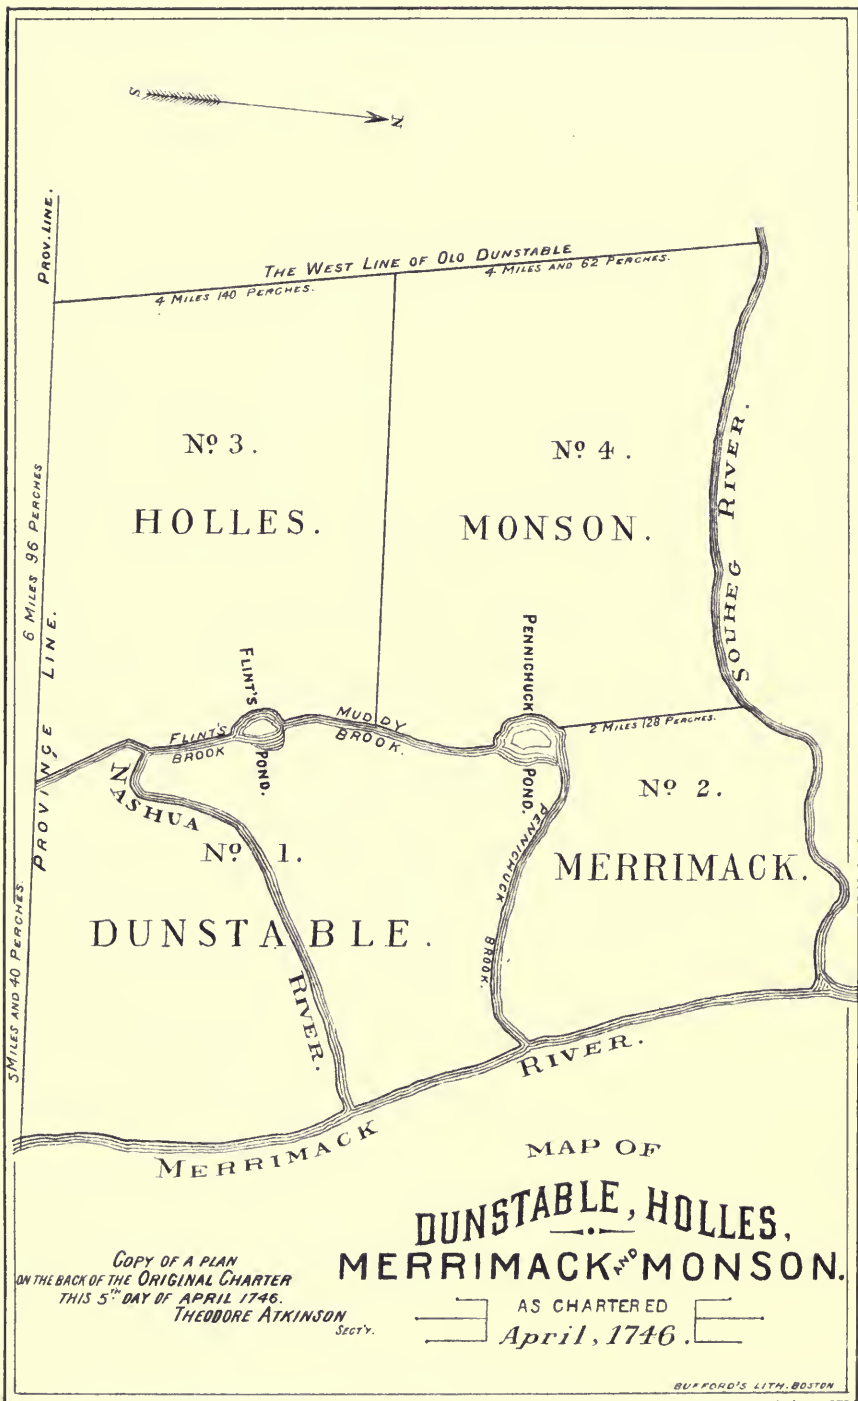 S
N
PROV. LINE.
THE WEST LINE OF OLD DUNSTABLE
4 MILES 140 PERCHES.
4 MILES AND 62 PERCHES.
Nº 3.
HOLLES.
Nº 4.
MONSON.
SOUHEG RIVER.
6 MILES 96 PERCHES
PROVINCE LINE.
FLINT'S
POND.
FLINT'S
BROOK
MUDDY
BROOK.
PENNICHUCK
POND.
2 MILES 128 PERCHES.
NASHUA
RIVER.
Nº 1.
DUNSTABLE.
PENNICHUCK
BROOK.
Nº 2.
MERRIMACK.
5 MILES AND 40 PERCHES.
MERRIMACK
RIVER.
MAP OF
DUNSTABLE, HOLLES,
MERRIMACK AND MONSON.
AS CHARTERED
April, 1746.
COPY OF A PLAN
ON THE BACK OF THE ORIGINAL CHARTER
THIS 5TH DAY OF APRIL 1746.
THEODORE ATKINSON
SECT'Y.
BUFFORD'S LITH. BOSTON